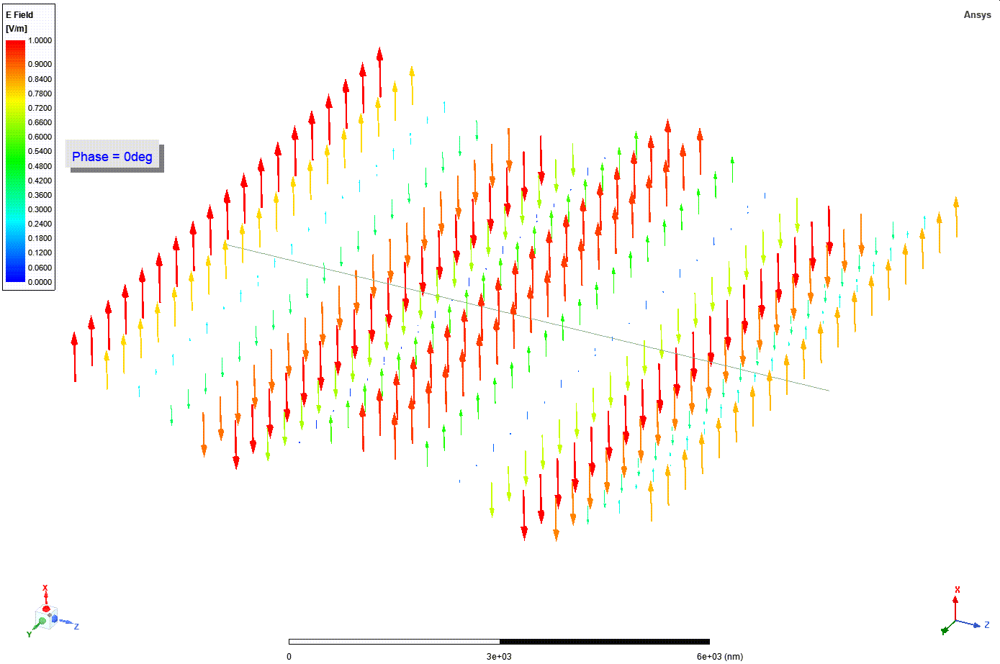 E Field
[V/m]
1.0000
0.9000
0.8400
0.7800
0.7200
0.6600
0.6000
0.5400
0.4800
0.4200
0.3600
0.3000
0.2400
0.1800
0.1200
0.0600
0.0000
Ansys
Phase = 0deg
X
Y
Z
X
Y
Z
0
3e+03
6e+03 (nm)